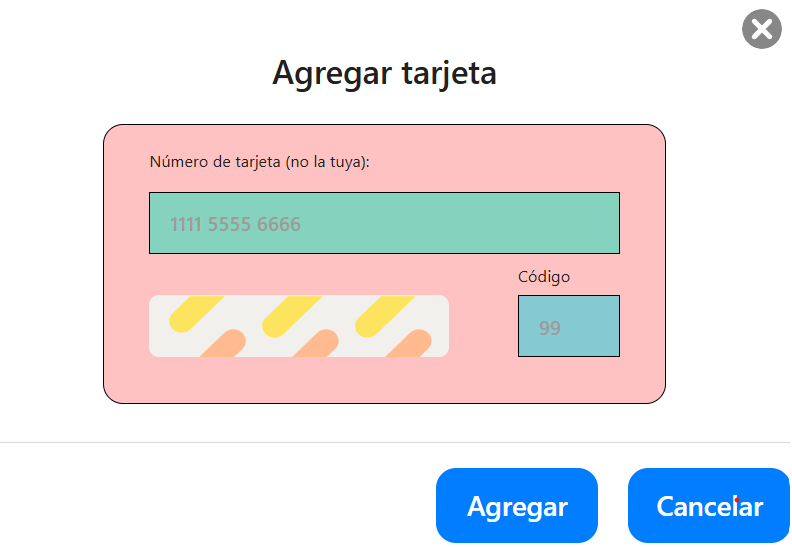 Agregar tarjeta
Número de tarjeta (no la tuya):
1111 5555 6666
Código
99
Agregar
Cancelar